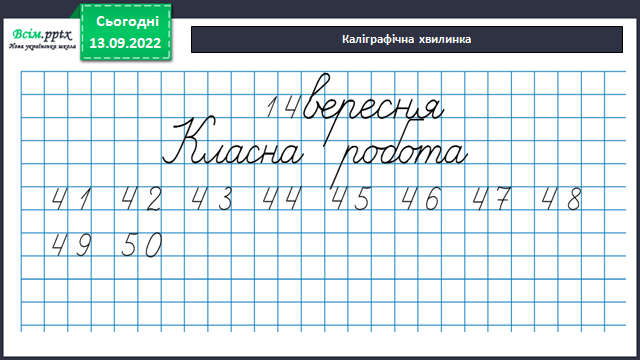 Всім.pptx
Нова українська школа
Сьогодні
13.09.2022
Каліграфічна хвилинка
14 вересня
Класна робота
41 42 43 44 45 46 47 48
49 50